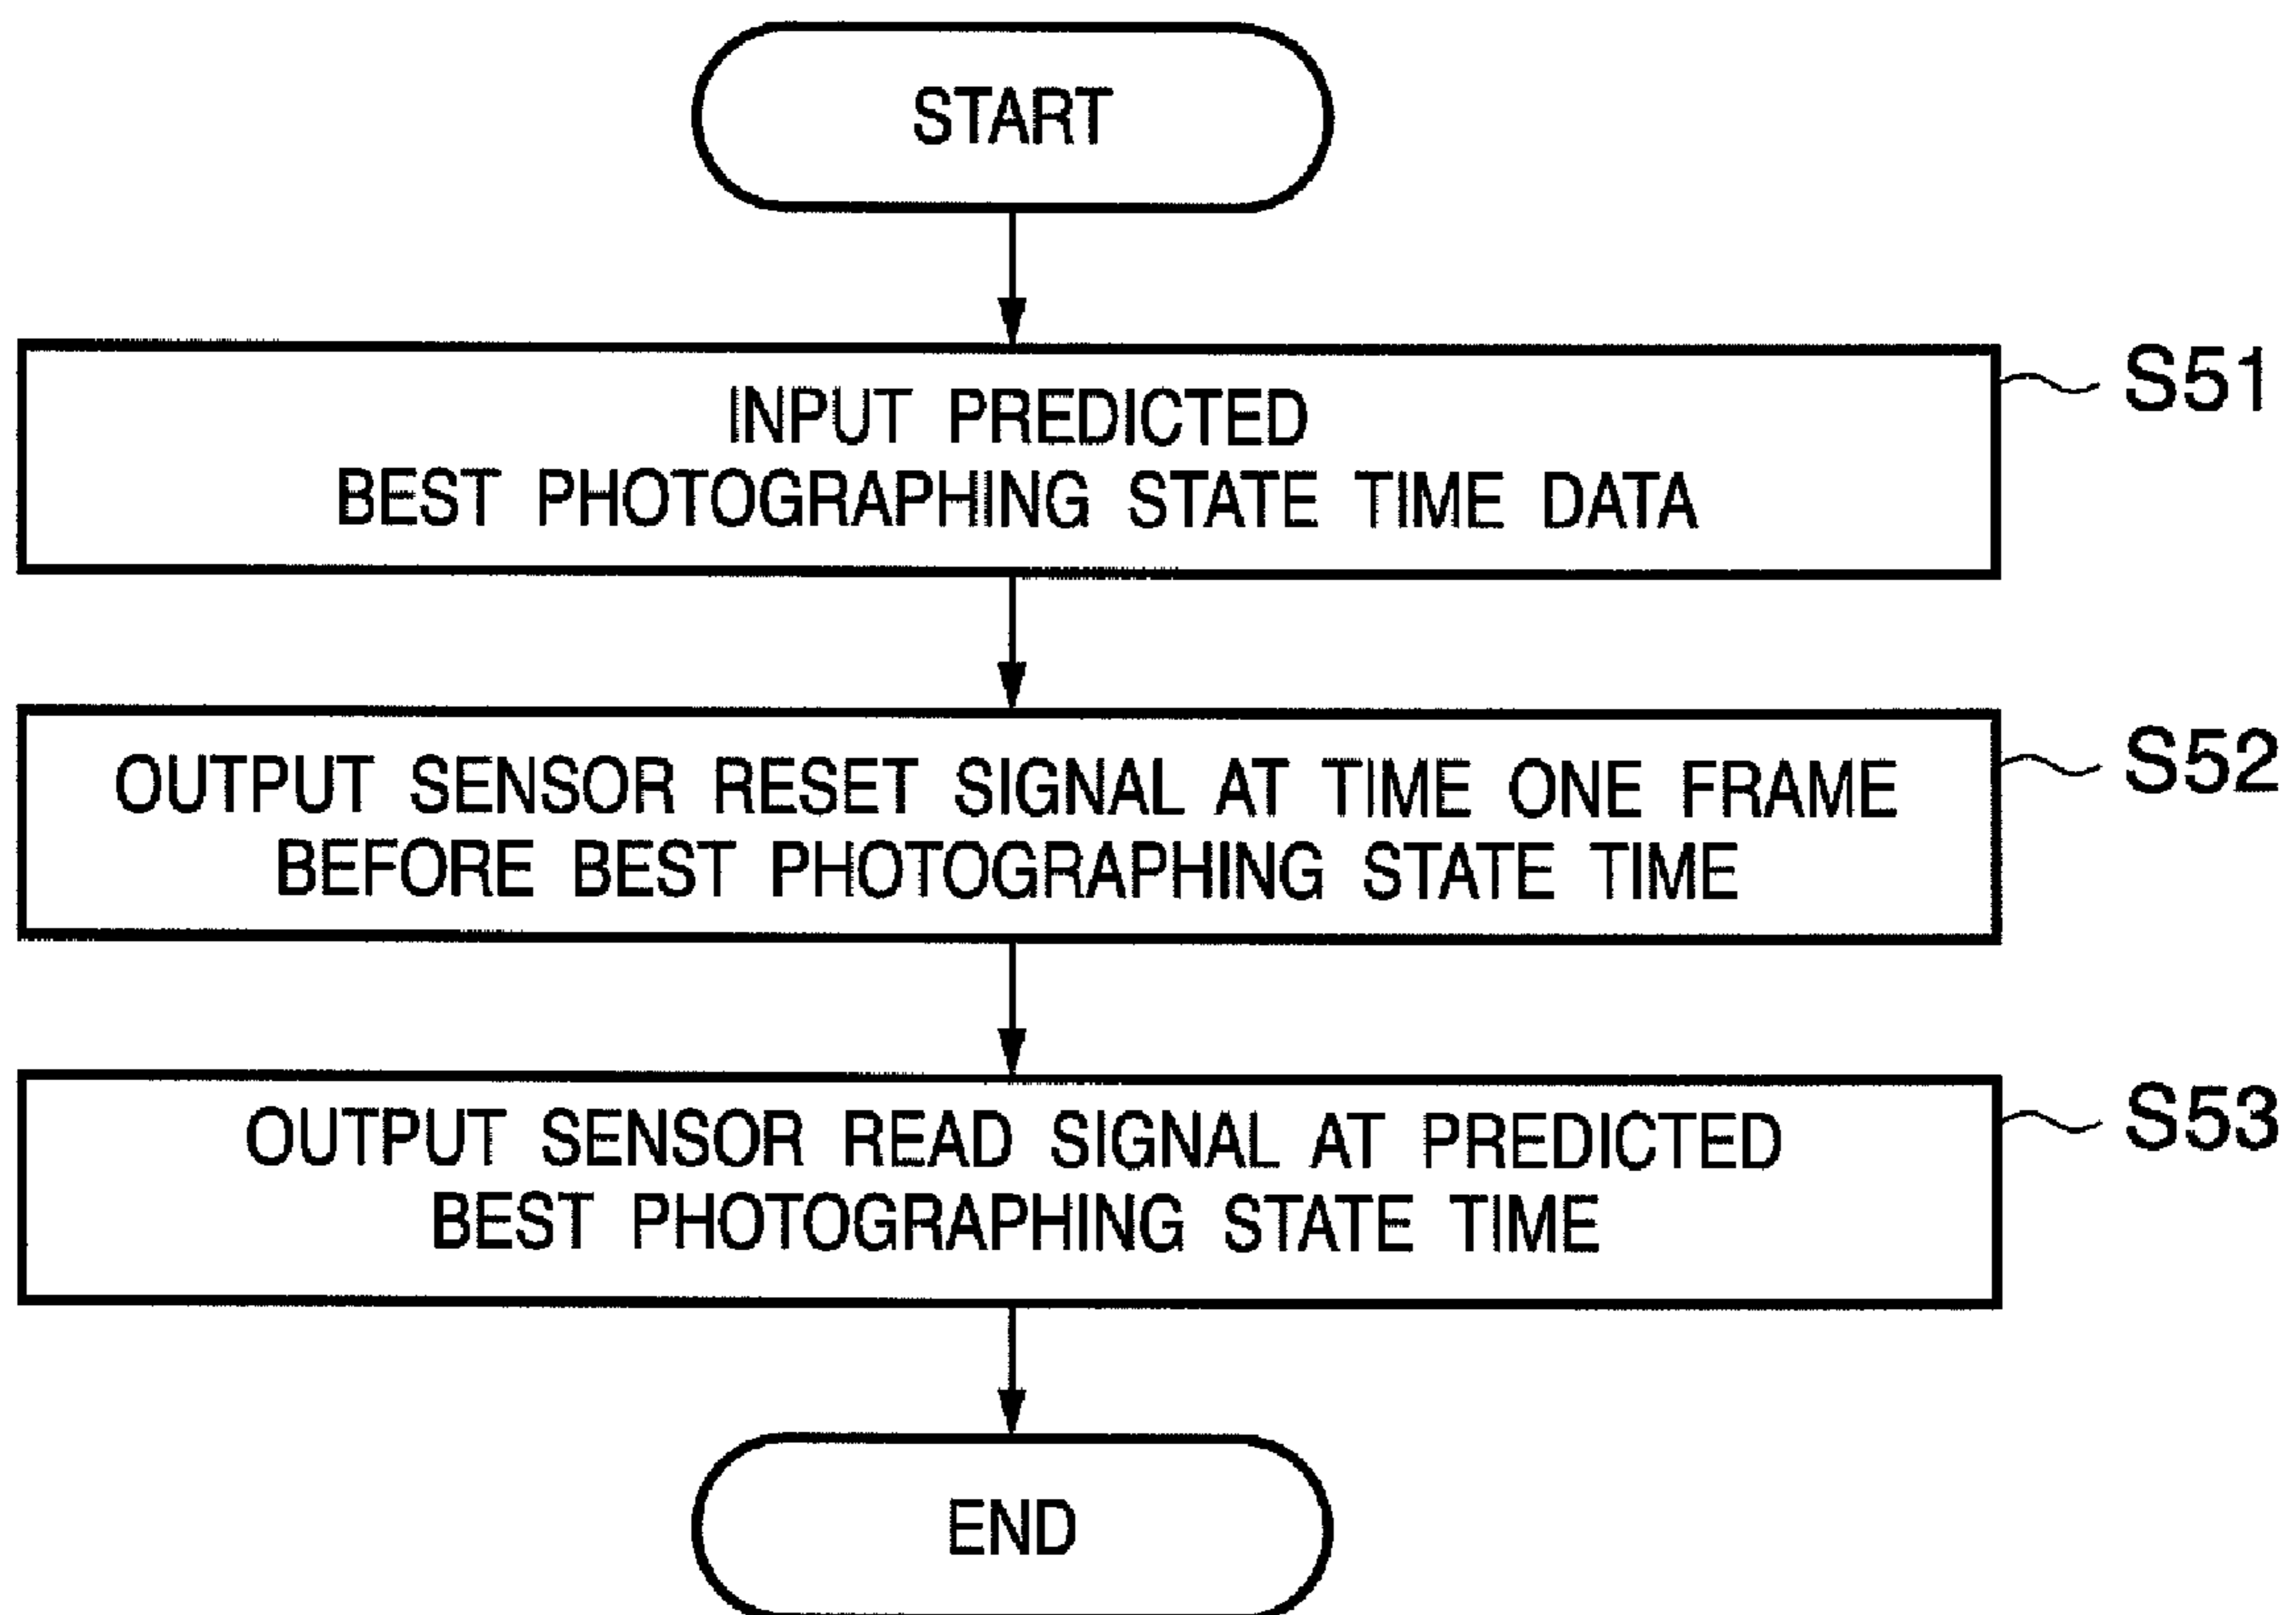 START
INPUT PREDICTED
BEST PHOTOGRAPHING STATE TIME DATA
S51
OUTPUT SENSOR RESET SIGNAL AT TIME ONE FRAME
BEFORE BEST PHOTOGRAPHING STATE TIME
S52
OUTPUT SENSOR READ SIGNAL AT PREDICTED
BEST PHOTOGRAPHING STATE TIME
S53
END